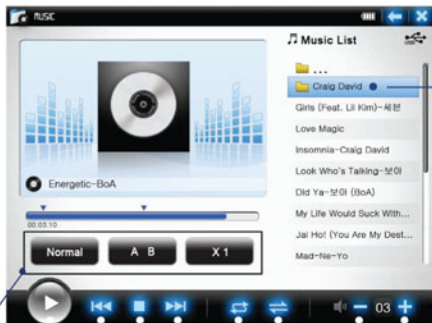 MUSIC
Music List
USB
...
Craig David
Girls (Feat. Lil Kim)-세븐
Love Magic
Insomnia-Craig David
Look Who's Talking-보아
Energetic-BoA
Did Ya-보아 (BoA)
My Life Would Suck With...
00:03:10
Jai Ho! (You Are My Dest...
Normal
A B
X 1
Mad-Ne-Yo
03